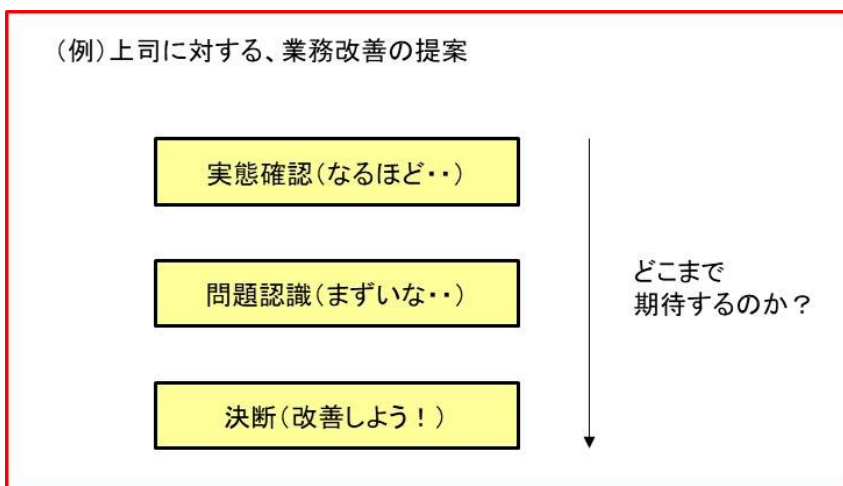 （例）上司に対する、業務改善の提案
実態確認（なるほど・・）
問題認識（まずいな・・）
決断（改善しよう！）
どこまで
期待するのか？